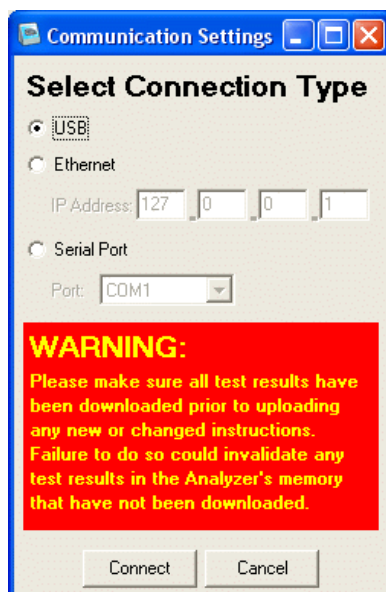 Communication Settings
Select Connection Type
USB
Ethernet
IP Address: 127 . 0 . 0 . 1
Serial Port
Port: COM1
WARNING:
Please make sure all test results have
been downloaded prior to uploading
any new or changed instructions.
Failure to do so could invalidate any
test results in the Analyzer's memory
that have not been downloaded.
Connect Cancel